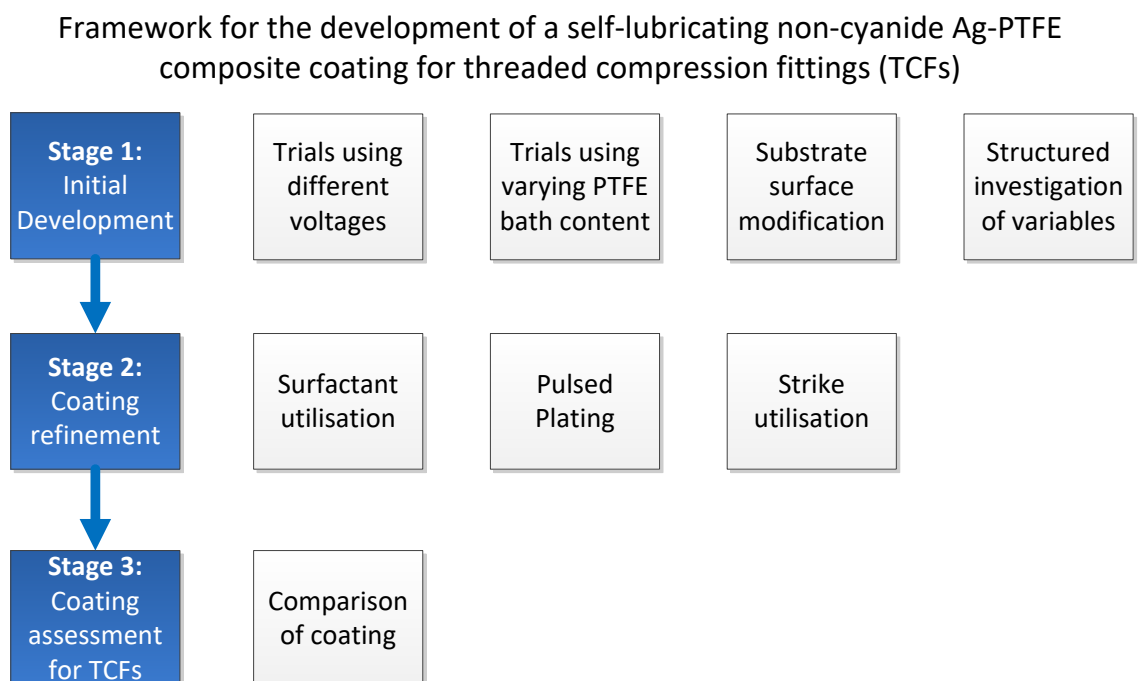 Framework for the development of a self-lubricating non-cyanide Ag-PTFE
composite coating for threaded compression fittings (TCFs)
Stage 1:
Initial
Development
Trials using
different
voltages
Trials using
varying PTFE
bath content
Substrate
surface
modification
Structured
investigation
of variables
Stage 2:
Coating
refinement
Surfactant
utilisation
Pulsed
Plating
Strike
utilisation
Stage 3:
Coating
assessment
for TCFs
Comparison
of coating